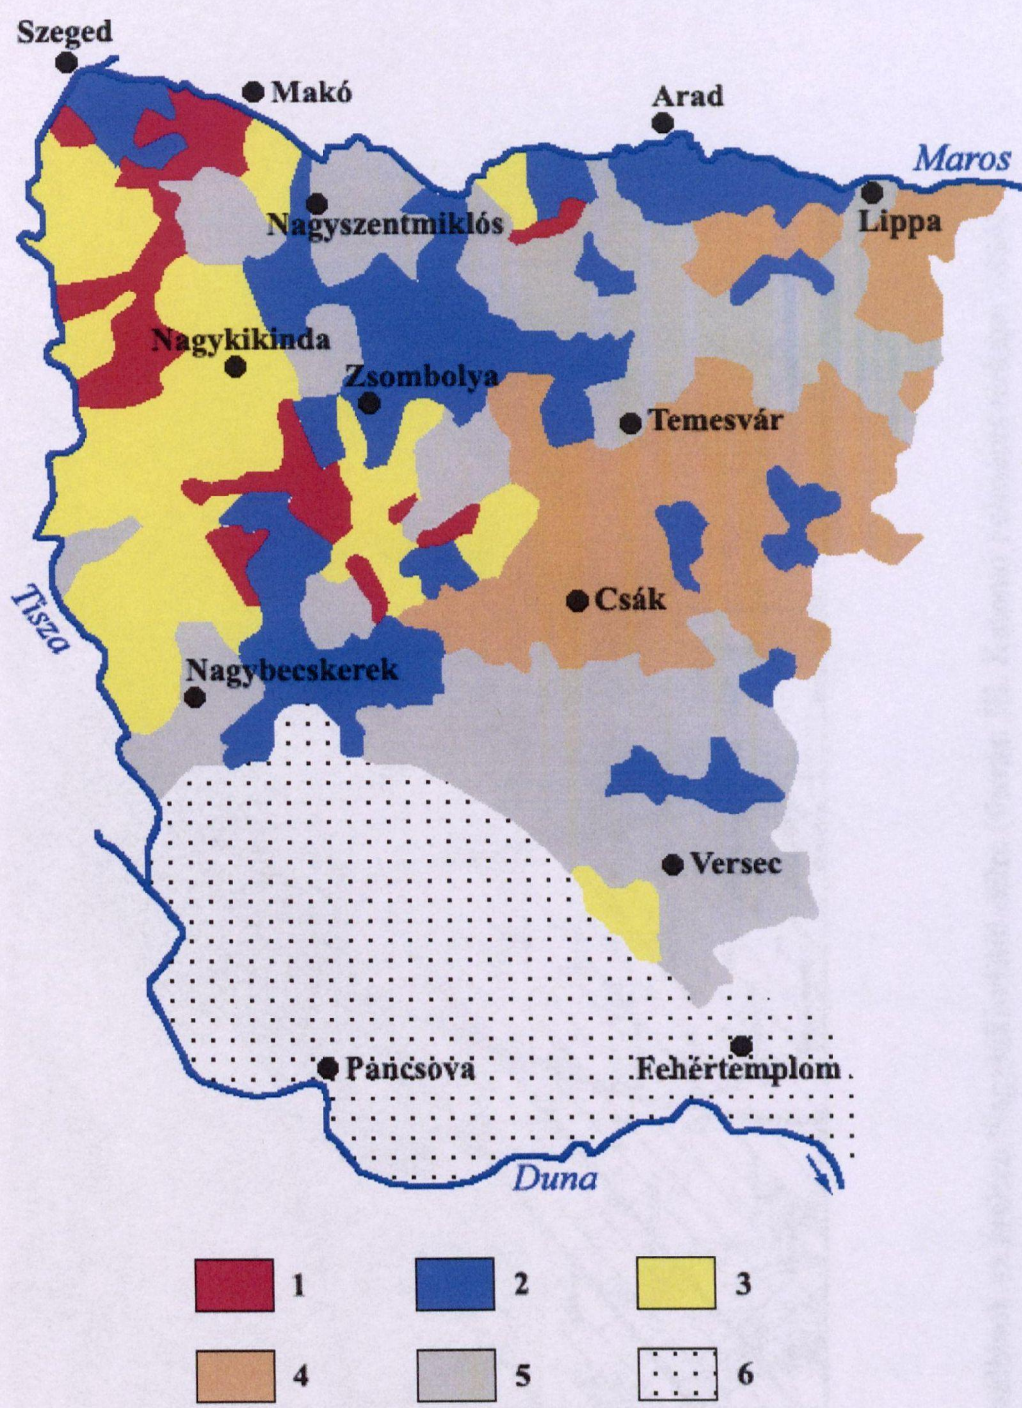 Szeged
Makó
Arad
Maros
Nagyszentmiklós
Lippa
Nagykikinda
Zsombolya
Temesvár
Tisza
Csák
Nagybecskerek
Versec
Pancsova
Fehértemplom
Duna
1 2 3
4 5 6